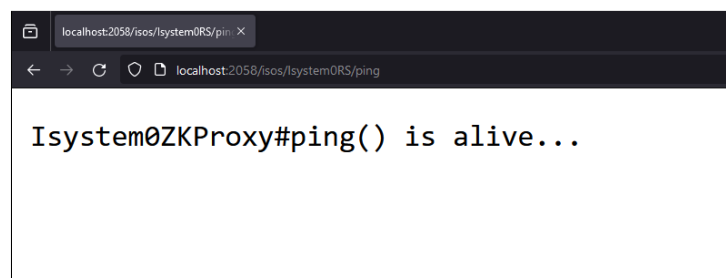 localhost:2058/isos/Isystem0RS/pin
localhost:2058/isos/Isystem0RS/ping
Isystem0ZKProxy#ping() is alive...